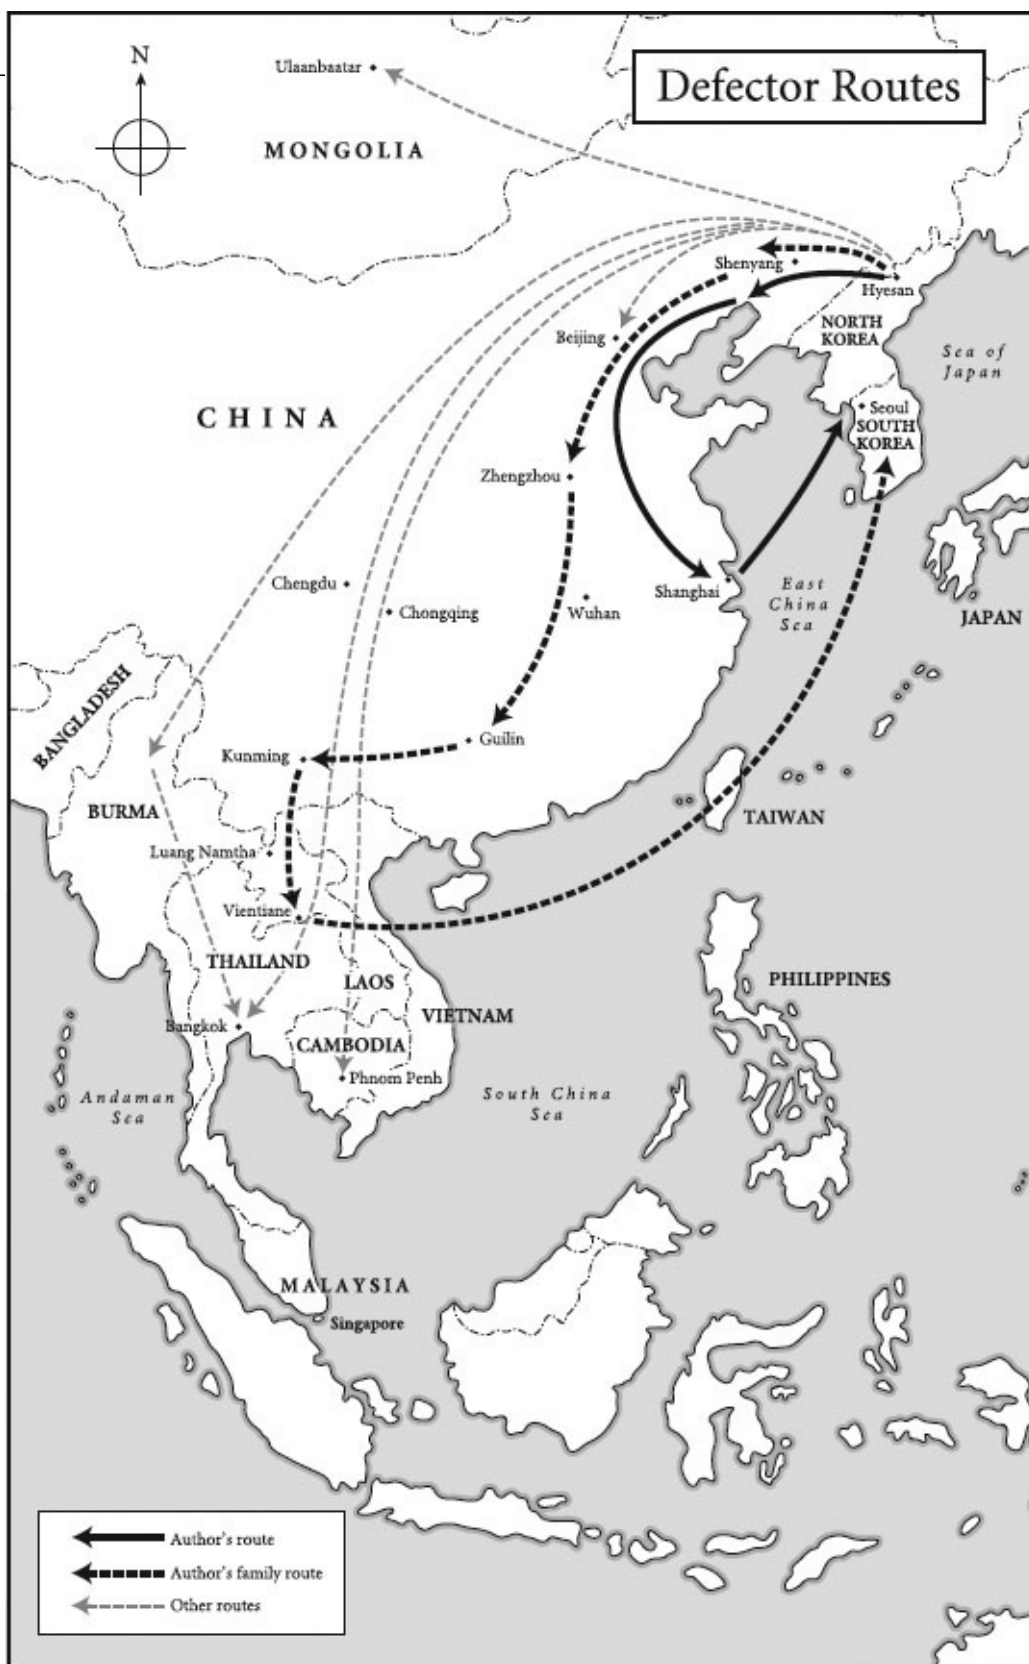 Defector Routes
N
Ulaanbaatar
MONGOLIA
Shenyang
Hyesan
Beijing
NORTH
KOREA
Sea of
Japan
CHINA
Seoul
SOUTH
KOREA
Zhengzhou
Chengdu
Chongqing
Wuhan
Shanghai
East
China
Sea
JAPAN
BANGLADESH
Kunming
Guilin
BURMA
TAIWAN
Luang Namtha
Vientiane
THAILAND
LAOS
PHILIPPINES
Bangkok
VIETNAM
CAMBODIA
Phnom Penh
Andaman
Sea
South China
Sea
MALAYSIA
Singapore
Author's route
Author's family route
Other routes